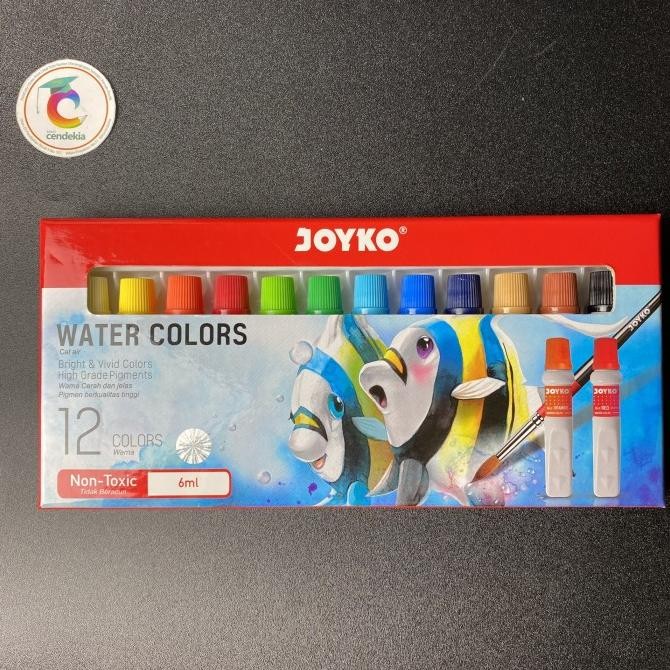 cendekia
JOYKO®
WATER COLORS
Cat air
Bright & Vivid Colors
High Grade Pigments
Warna Cerah dan jelas
Pigmen berkualitas tinggi
12 COLORS
Warna
Non-Toxic
Tidak Beracun
6ml
JOYKO
JOYKO
JOYKO